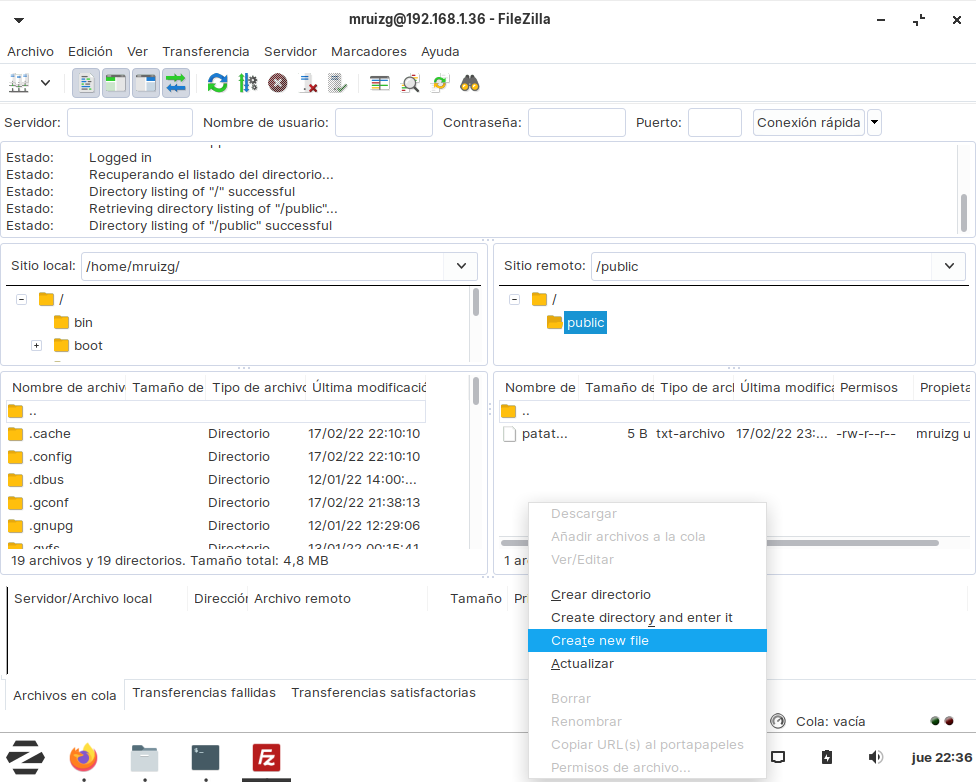 mruizg@192.168.1.36 - FileZilla
Archivo Edición Ver Transferencia Servidor Marcadores Ayuda
Servidor: Nombre de usuario: Contraseña: Puerto: Conexión rápida
Estado: Logged in
Estado: Recuperando el listado del directorio...
Estado: Directory listing of "/" successful
Estado: Retrieving directory listing of "/public"...
Estado: Directory listing of "/public" successful
Sitio local: /home/mruizg/
/
bin
boot
Sitio remoto: /public
/
public
Nombre de archiv Tamaño de Tipo de archivo Última modificació
..
.cache Directorio 17/02/22 22:10:10
.config Directorio 17/02/22 22:10:10
.dbus Directorio 12/01/22 14:00:...
.gconf Directorio 17/02/22 21:38:13
.gnupg Directorio 12/01/22 12:29:06
.gvfs Directorio 13/01/22 00:15:41
19 archivos y 19 directorios. Tamaño total: 4,8 MB
Nombre de Tamaño de Tipo de arcl Última modifica Permisos Propieta
..
patat... 5 B txt-archivo 17/02/22 23:... -rw-r--r-- mruizg u
1 ar
Servidor/Archivo local Dirección Archivo remoto Tamaño Pr
Descargar
Añadir archivos a la cola
Ver/Editar
Crear directorio
Create directory and enter it
Create new file
Actualizar
Borrar
Renombrar
Copiar URL(s) al portapapeles
Permisos de archivo...
Archivos en cola Transferencias fallidas Transferencias satisfactorias
Cola: vacía
Fz
jue 22:36